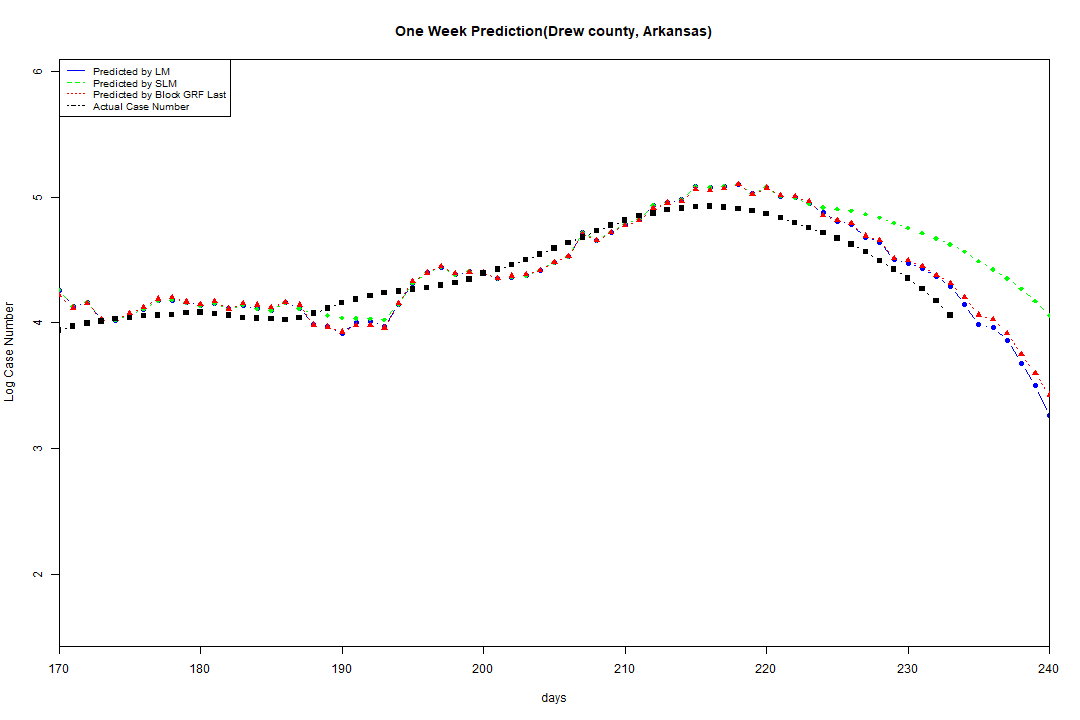 One Week Prediction(Drew county, Arkansas)
Predicted by LM
Predicted by SLM
Predicted by Block GRF Last
Actual Case Number
6
5
4
3
2
Log Case Number
170 180 190 200 210 220 230 240
days